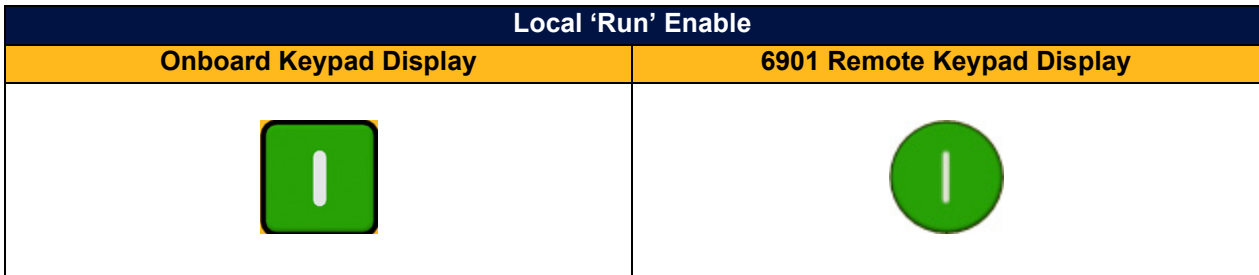 Local ‘Run’ Enable
Onboard Keypad Display
6901 Remote Keypad Display